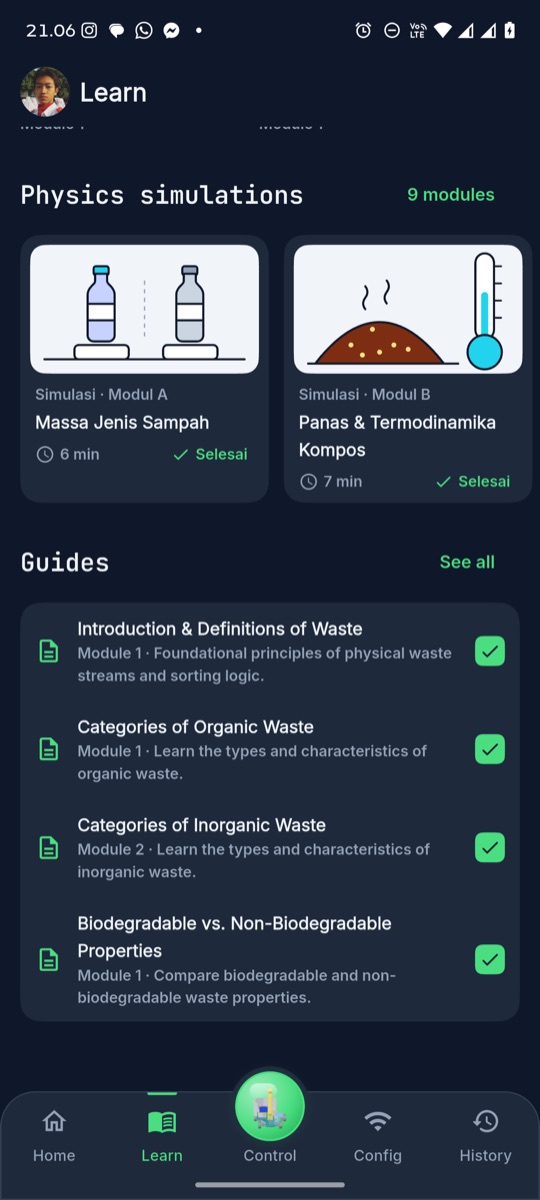 21.06
Vo LTE
Learn
Physics simulations
9 modules
Simulasi · Modul A
Massa Jenis Sampah
6 min
Selesai
Simulasi · Modul B
Panas & Termodinamika
Kompos
7 min
Selesai
Guides
See all
Introduction & Definitions of Waste
Module 1 · Foundational principles of physical waste
streams and sorting logic.
Categories of Organic Waste
Module 1 · Learn the types and characteristics of
organic waste.
Categories of Inorganic Waste
Module 2 · Learn the types and characteristics of
inorganic waste.
Biodegradable vs. Non-Biodegradable
Properties
Module 1 · Compare biodegradable and non-
biodegradable waste properties.
Home
Learn
Control
Config
History